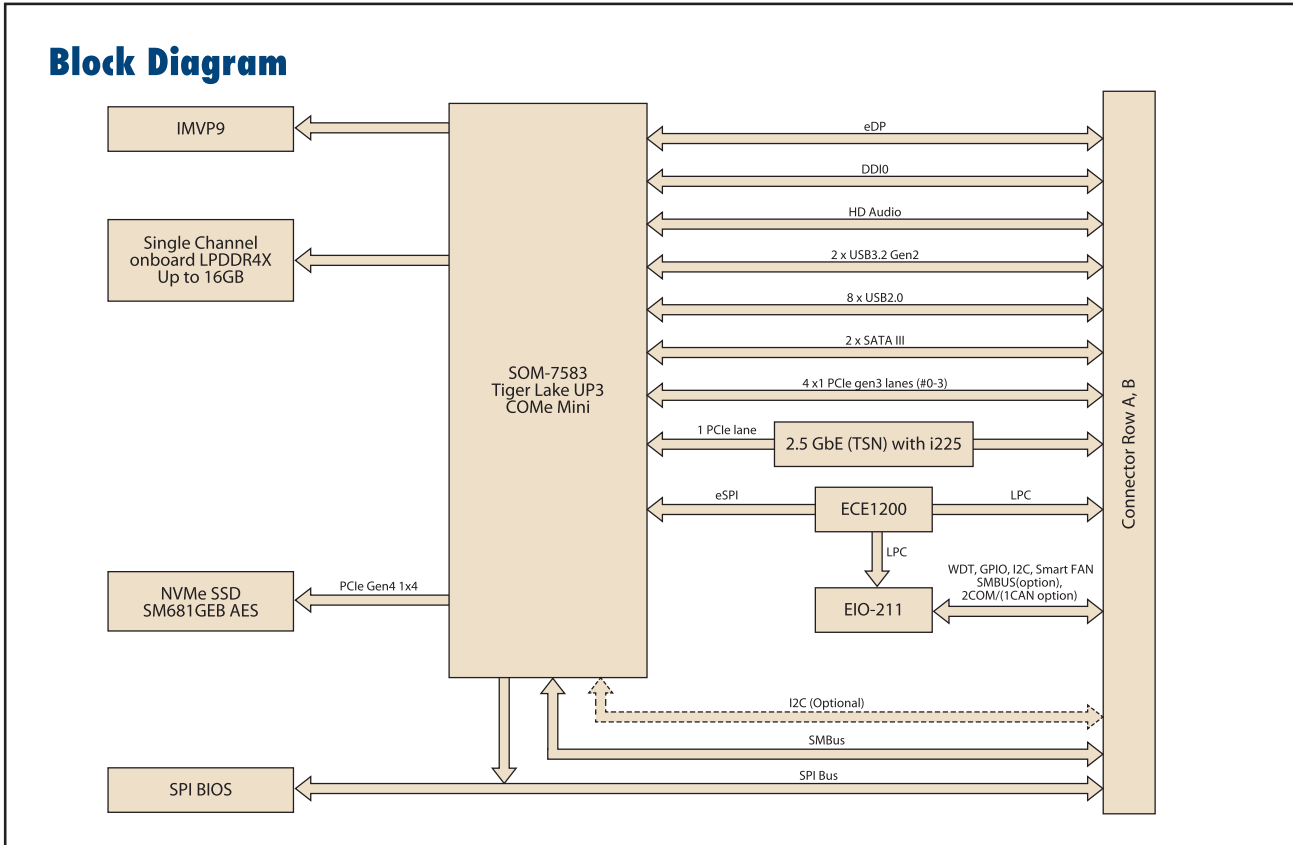 Block Diagram
IMVP9
Single Channel
onboard LPDDR4X
Up to 16GB
NVMe SSD
SM681GEB AES
PCIe Gen4 1x4
SPI BIOS
SOM-7583
Tiger Lake UP3
COMe Mini
eDP
DDI0
HD Audio
2 x USB3.2 Gen2
8 x USB2.0
2 x SATA III
4 x1 PCIe gen3 lanes (#0-3)
1 PCIe lane
2.5 GbE (TSN) with i225
eSPI
ECE1200
LPC
LPC
EIO-211
WDT, GPIO, I2C, Smart FAN
SMBUS(option),
2COM/(1CAN option)
I2C (Optional)
SMBus
SPI Bus
Connector Row A, B